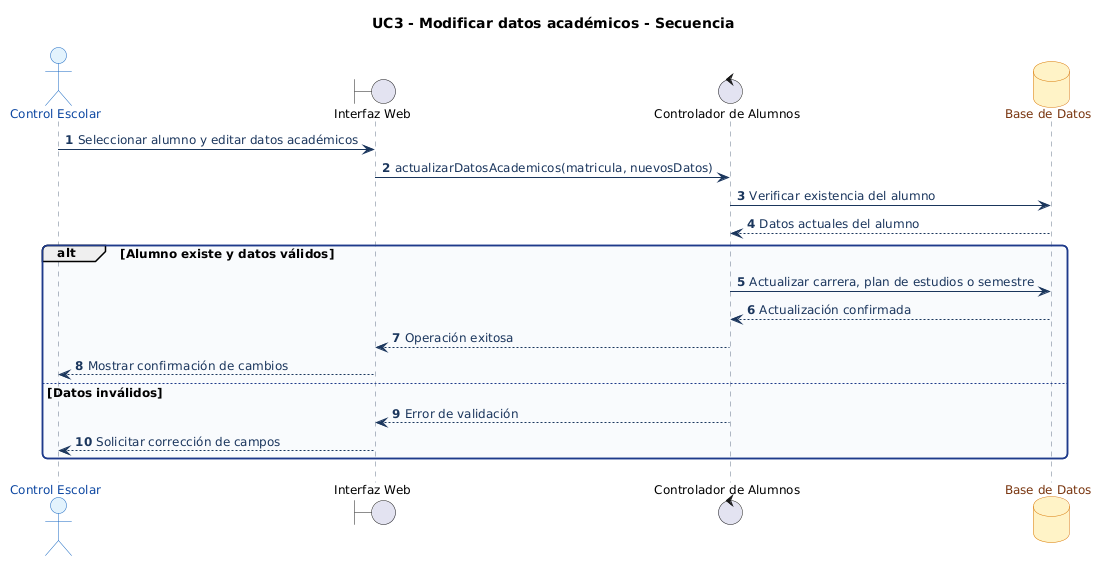 UC3 - Modificar datos académicos - Secuencia
Control Escolar
Interfaz Web
Controlador de Alumnos
Base de Datos
1 Seleccionar alumno y editar datos académicos
2 actualizarDatosAcademicos(matricula, nuevosDatos)
3 Verificar existencia del alumno
4 Datos actuales del alumno
alt [Alumno existe y datos válidos]
5 Actualizar carrera, plan de estudios o semestre
6 Actualización confirmada
7 Operación exitosa
8 Mostrar confirmación de cambios
[Datos inválidos]
9 Error de validación
10 Solicitar corrección de campos
Control Escolar
Interfaz Web
Controlador de Alumnos
Base de Datos